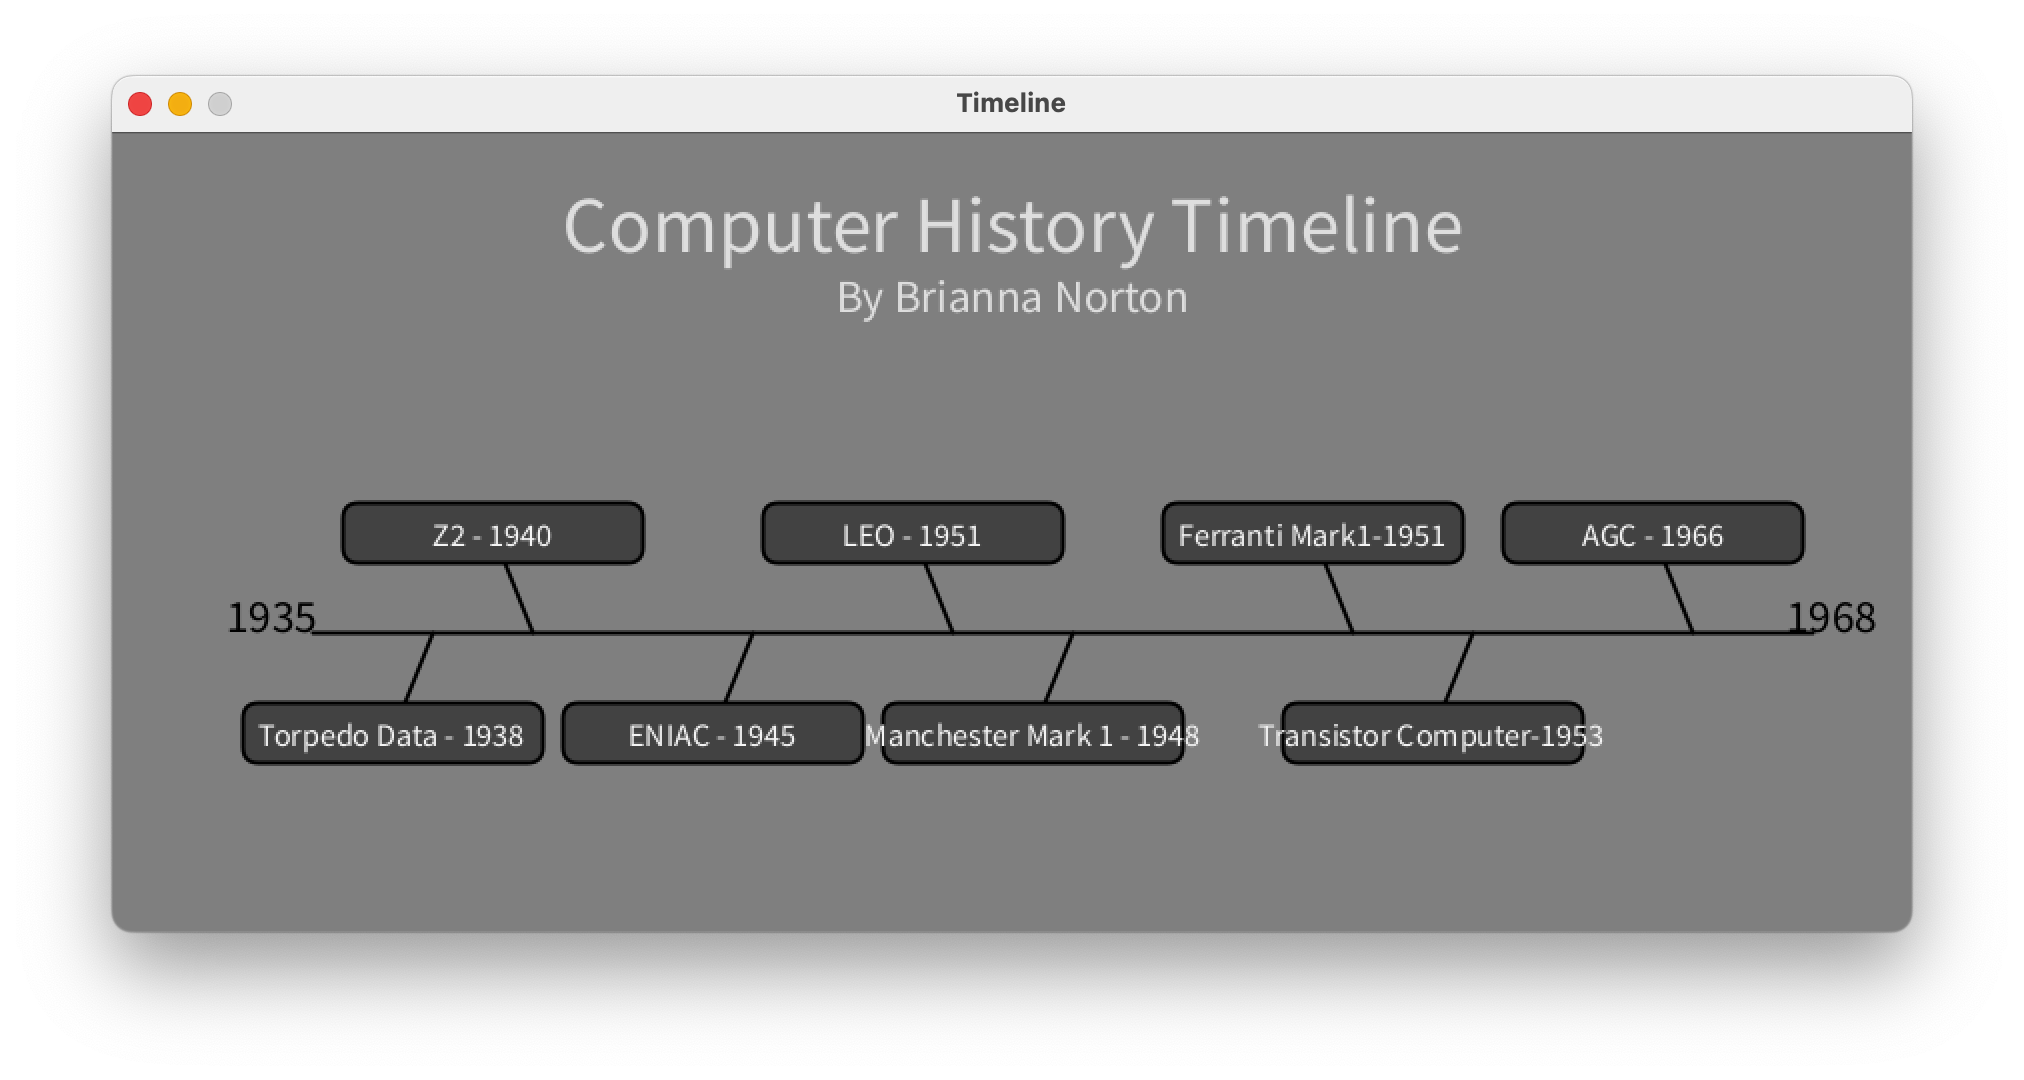 Timeline
Computer History Timeline
By Brianna Norton
Z2 - 1940
LEO - 1951
Ferranti Mark1-1951
AGC - 1966
1935
1968
Torpedo Data - 1938
ENIAC - 1945
Manchester Mark 1 - 1948
Transistor Computer-1953